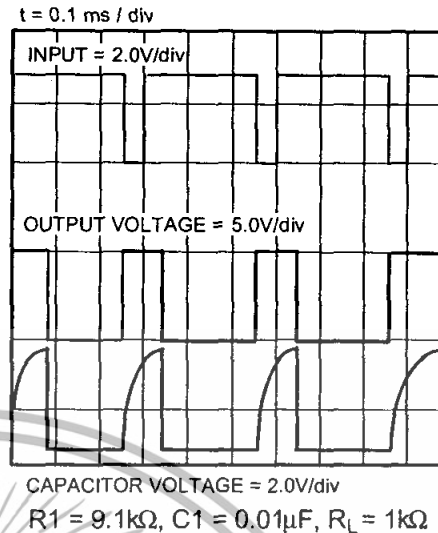 t = 0.1 ms / div
INPUT = 2.0V/div
OUTPUT VOLTAGE = 5.0V/div
CAPACITOR VOLTAGE = 2.0V/div
R1 = 9.1kΩ, C1 = 0.01μF, RL = 1kΩ